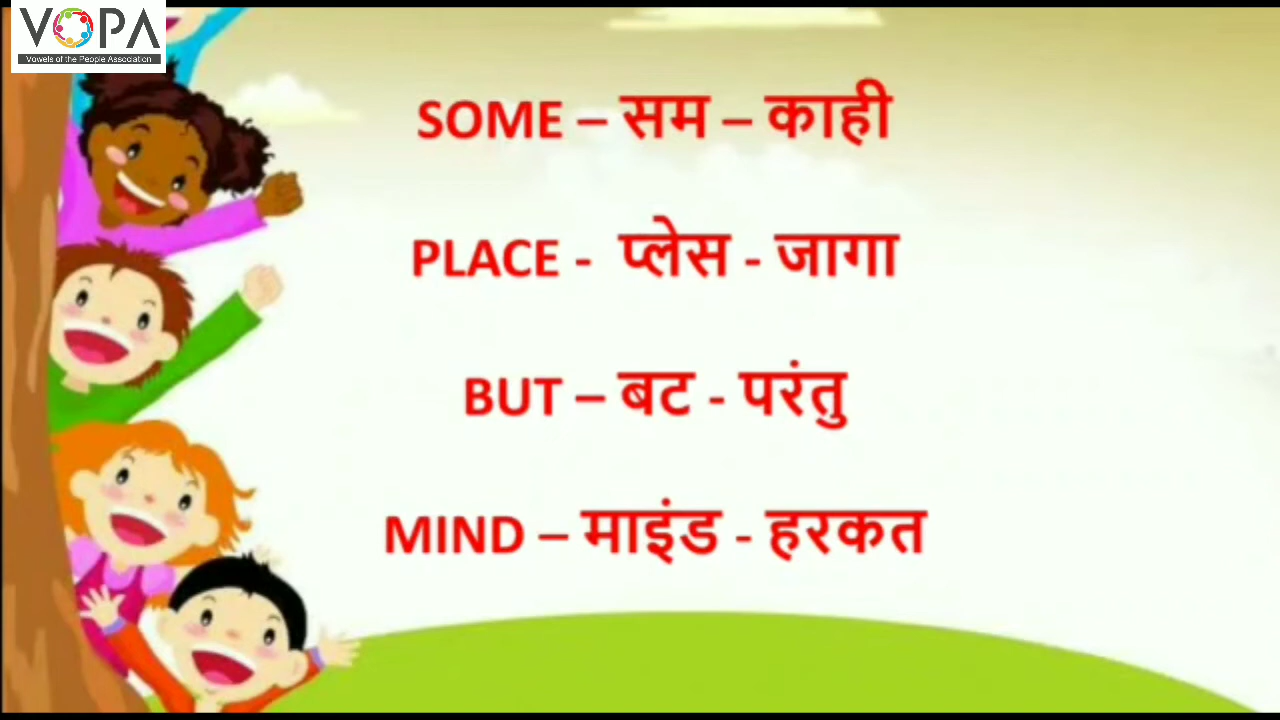 VOPA
Vowels of the People Association
SOME – सम – काही
PLACE - प्लेस - जागा
BUT – बट - परंतु
MIND – माइंड - हरकत